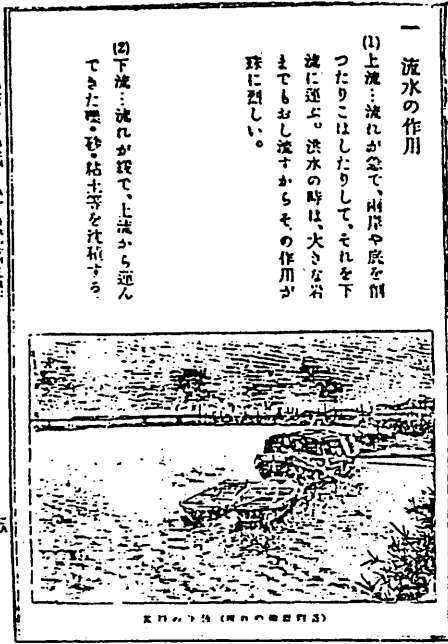 一 流水の作用
(1)上流…流れが急で、兩岸や底を削
つたりこはしたりして、それを下
流に運ぶ。洪水の時は、大きな岩
までもおし流すからその作用が
殊に烈しい。
(2)下流…流れが緩で、上流から運ん
できた礫・砂・粘土等を沈積する